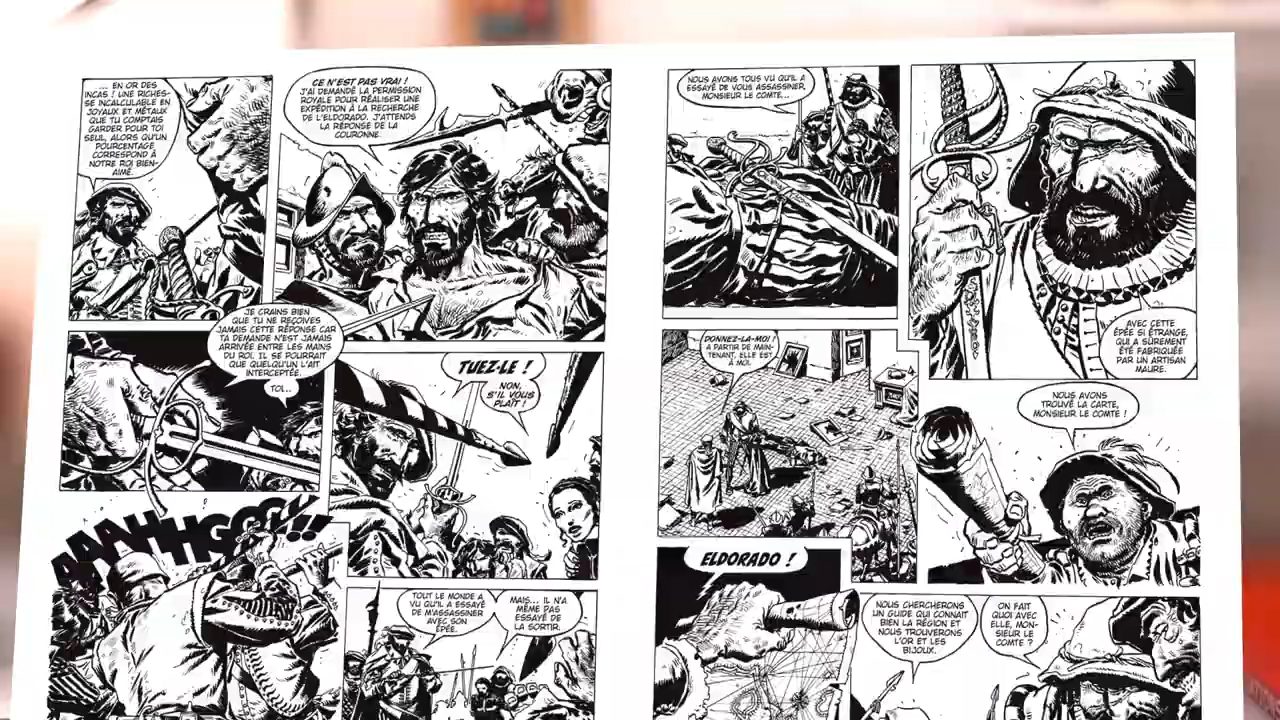 ... EN OR DES
INCAS ! UNE RICHES-
SE INCALCULABLE EN
JOYAUX ET MÉTAUX
QUE TU COMPTAIS
GARDER POUR TOI
SEUL, ALORS QU'UN
POURCENTAGE
CORRESPOND À
NOTRE ROI BIEN-
AIMÉ.
CE N'EST PAS VRAI !
J'AI DEMANDÉ LA PERMISSION
ROYALE POUR RÉALISER UNE
EXPÉDITION À LA RECHERCHE
DE L'ELDORADO. J'ATTENDS
LA RÉPONSE DE LA
COURONNE
JE CRAINS BIEN
QUE TU NE REÇOIVES
JAMAIS CETTE RÉPONSE CAR
ELLE N'EST JAMAIS
ARRIVÉE ENTRE LES MAINS
DU ROI. IL SE POURRAIT
QUE QUELQU'UN L'AIT
INTERCEPTÉE.
TOI...
TUEZ-LE !
NON,
S'IL VOUS
PLAÎT !
AAAAHHHGGGH!!
TOUT LE MONDE A
VU QU'IL A ESSAYÉ
DE M'ASSASSINER
AVEC SON
ÉPÉE.
MAIS... IL N'A
MÊME PAS
ESSAYÉ DE
LA SORTIR.
NOUS AVONS TOUS VU QU'IL A
ESSAYÉ DE VOUS ASSASSINER,
MONSIEUR LE COMTE...
AVEC CETTE
ÉPÉE SI ÉTRANGE,
QUI A SÛREMENT
ÉTÉ FABRIQUÉE
PAR UN ARTISAN
MAURE.
DONNEZ-LA-MOI !
A PARTIR DE MAIN-
TENANT, ELLE EST
À MOI.
NOUS AVONS
TROUVÉ LA CARTE,
MONSIEUR LE COMTE !
ELDORADO !
NOUS CHERCHERONS
UN GUIDE QUI CONNAIT
BIEN LA RÉGION ET
NOUS TROUVERONS
L'OR ET LES
BIJOUX.
ON FAIT
QUOI AVEC
ELLE, MON-
SIEUR LE
COMTE ?